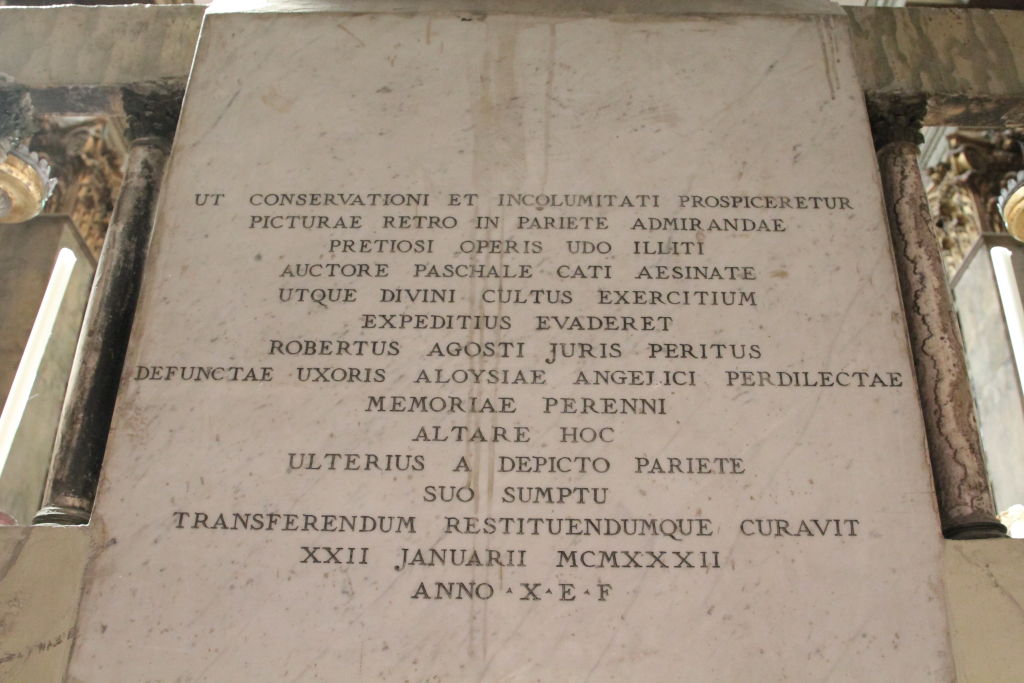 UT CONSERVATIONI ET INCOLUMITATI PROSPICERETUR
PICTURAE RETRO IN PARIETE ADMIRANDAE
PRETIOSI OPERIS UDO ILLITI
AUCTORE PASCHALE CATI AESINATE
UTQUE DIVINI CULTUS EXERCITIUM
EXPEDITIUS EVADERET
ROBERTUS AGOSTI JURIS PERITUS
DEFUNCTAE UXORIS ALOYSIAE ANGELICI PERDILECTAE
MEMORIAE PERENNI
ALTARE HOC
ULTERIUS A DEPICTO PARIETE
SUO SUMPTU
TRANSFERENDUM RESTITUENDUMQUE CURAVIT
XXII JANUARII MCMXXXII
ANNO · X · E · F